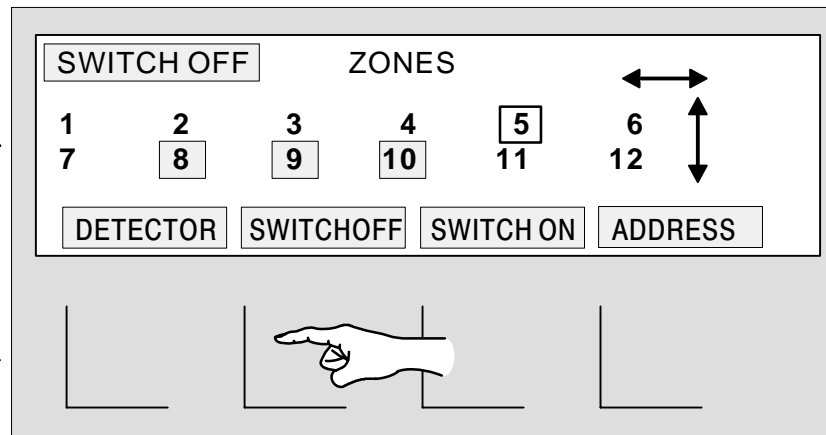 SWITCH OFF ZONES
1 2 3 4 5 6
7 8 9 10 11 12
DETECTOR SWITCHOFF SWITCH ON ADDRESS